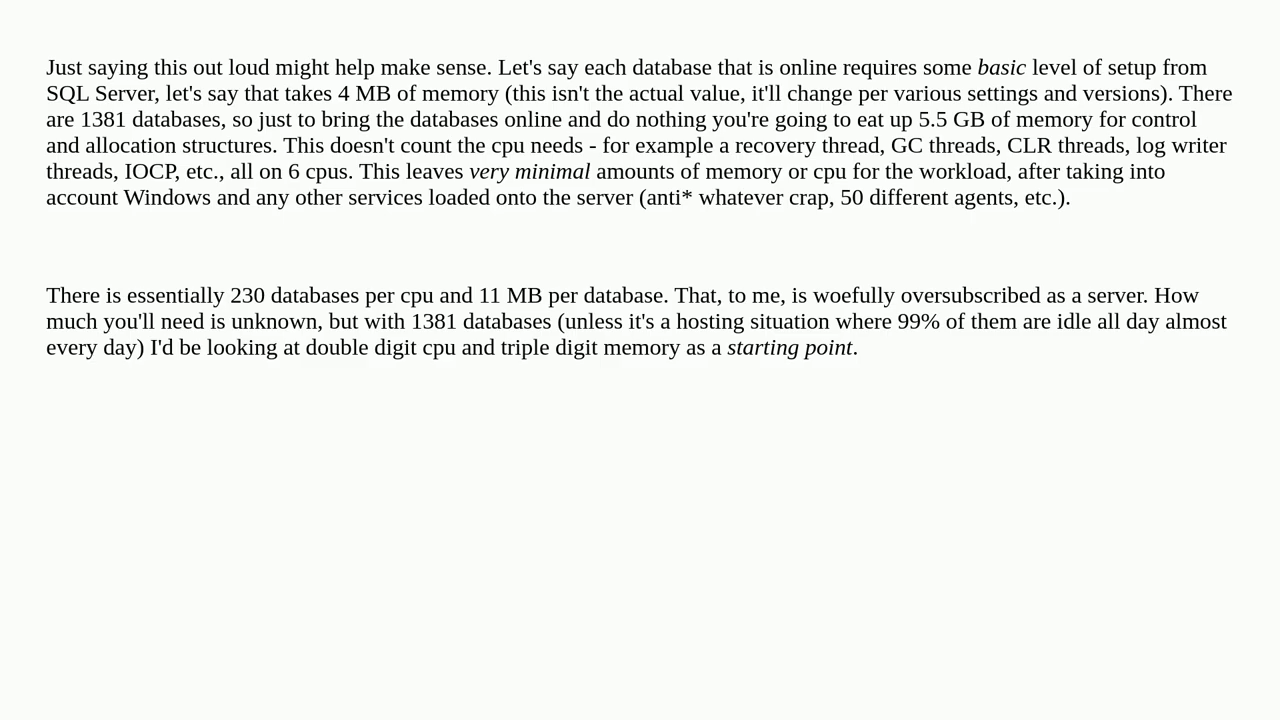 Just saying this out loud might help make sense. Let's say each database that is online requires some basic level of setup from
SQL Server, let's say that takes 4 MB of memory (this isn't the actual value, it'll change per various settings and versions). There
are 1381 databases, so just to bring the databases online and do nothing you're going to eat up 5.5 GB of memory for control
and allocation structures. This doesn't count the cpu needs - for example a recovery thread, GC threads, CLR threads, log writer
threads, IOCP, etc., all on 6 cpus. This leaves very minimal amounts of memory or cpu for the workload, after taking into
account Windows and any other services loaded onto the server (anti* whatever crap, 50 different agents, etc.).
There is essentially 230 databases per cpu and 11 MB per database. That, to me, is woefully oversubscribed as a server. How
much you'll need is unknown, but with 1381 databases (unless it's a hosting situation where 99% of them are idle all day almost
every day) I'd be looking at double digit cpu and triple digit memory as a starting point.